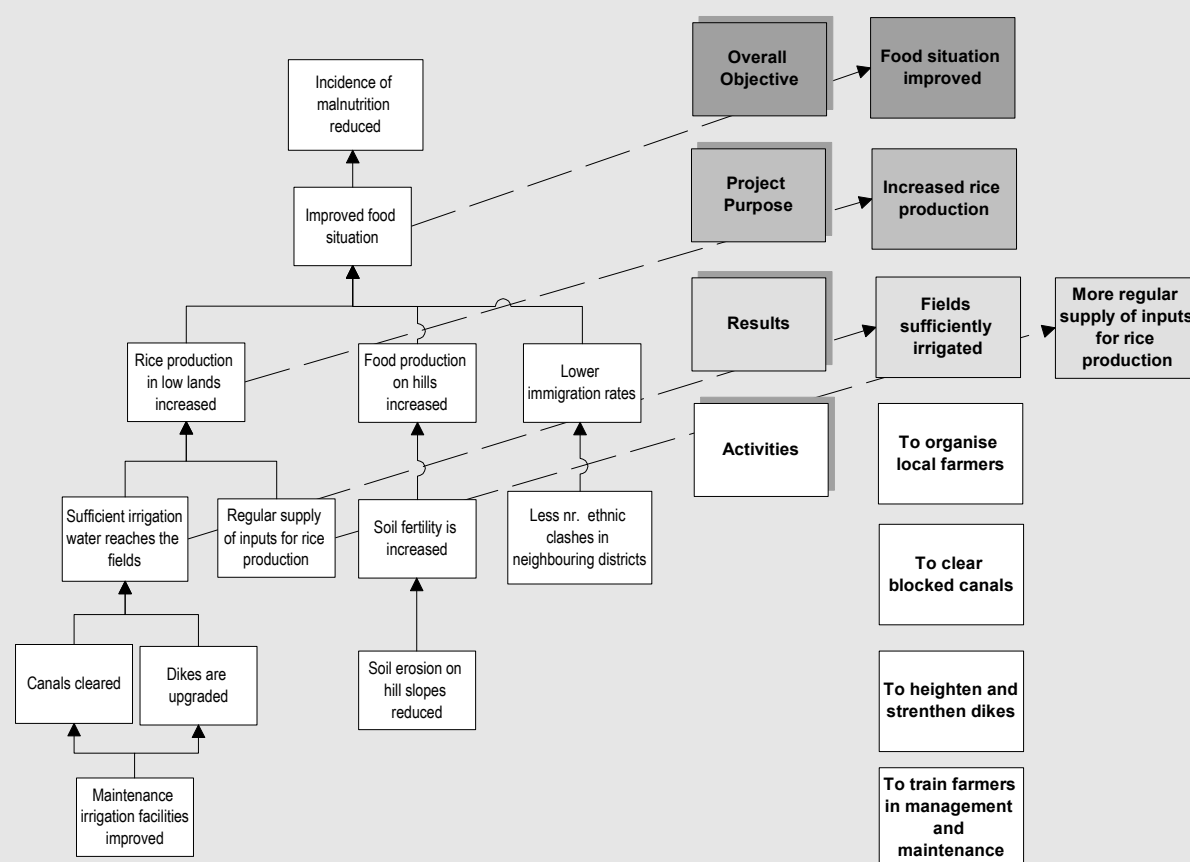 Incidence of
malnutrition
reduced
Improved food
situation
Rice production
in low lands
increased
Food production
on hills
increased
Lower
immigration rates
Sufficient irrigation
water reaches the
fields
Regular supply
of inputs for rice
production
Soil fertility is
increased
Less nr. ethnic
clashes in
neighbouring districts
Canals cleared
Dikes are
upgraded
Soil erosion on
hill slopes
reduced
Maintenance
irrigation facilities
improved
Overall
Objective
Food situation
improved
Project
Purpose
Increased rice
production
Results
Fields
sufficiently
irrigated
More regular
supply of inputs
for rice
production
Activities
To organise
local farmers
To clear
blocked canals
To heighten and
strenthen dikes
To train farmers
in management
and
maintenance